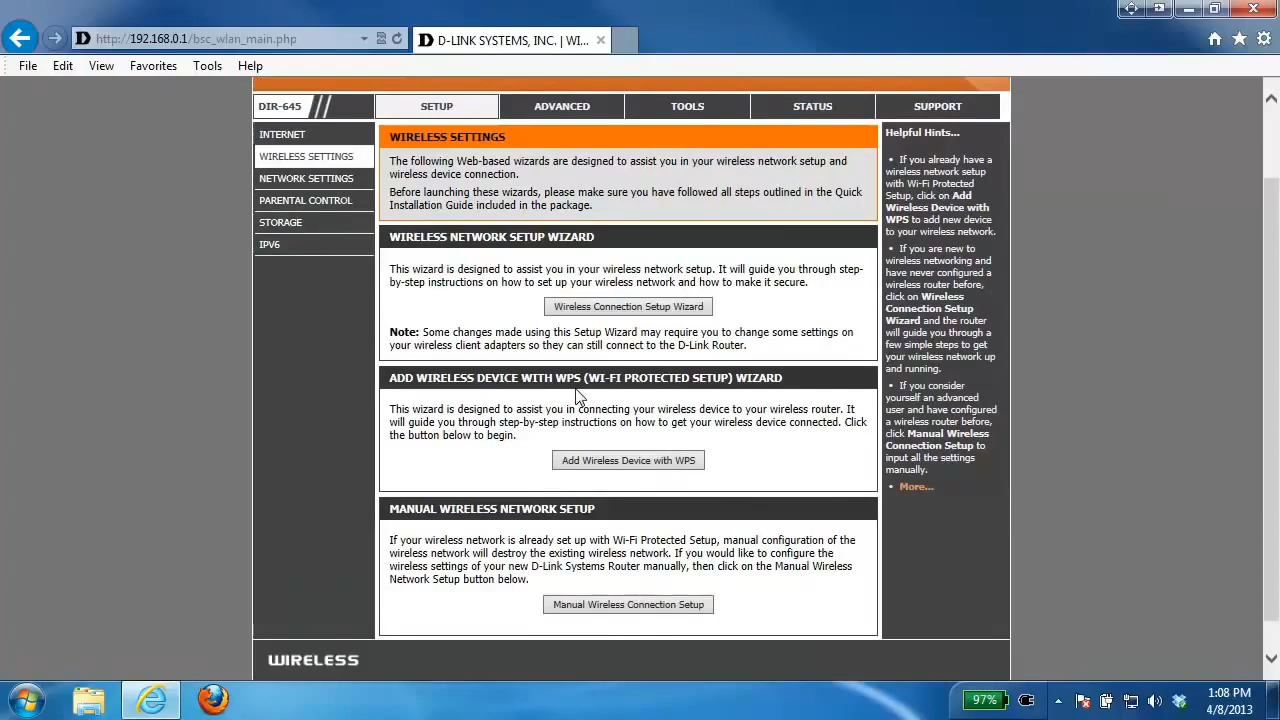 http://192.168.0.1/bsc_wlan_main.php
D-LINK SYSTEMS, INC. | WI...
File Edit View Favorites Tools Help
DIR-645
SETUP
ADVANCED
TOOLS
STATUS
SUPPORT
INTERNET
WIRELESS SETTINGS
NETWORK SETTINGS
PARENTAL CONTROL
STORAGE
IPV6
WIRELESS SETTINGS
The following Web-based wizards are designed to assist you in your wireless network setup and
wireless device connection.
Before launching these wizards, please make sure you have followed all steps outlined in the Quick
Installation Guide included in the package.
WIRELESS NETWORK SETUP WIZARD
This wizard is designed to assist you in your wireless network setup. It will guide you through step-
by-step instructions on how to set up your wireless network and how to make it secure.
Wireless Connection Setup Wizard
Note: Some changes made using this Setup Wizard may require you to change some settings on
your wireless client adapters so they can still connect to the D-Link Router.
ADD WIRELESS DEVICE WITH WPS (WI-FI PROTECTED SETUP) WIZARD
This wizard is designed to assist you in connecting your wireless device to your wireless router. It
will guide you through step-by-step instructions on how to get your wireless device connected. Click
the button below to begin.
Add Wireless Device with WPS
MANUAL WIRELESS NETWORK SETUP
If your wireless network is already set up with Wi-Fi Protected Setup, manual configuration of the
wireless network will destroy the existing wireless network. If you would like to configure the
wireless settings of your new D-Link Systems Router manually, then click on the Manual Wireless
Network Setup button below.
Manual Wireless Connection Setup
Helpful Hints...
• If you already have a
wireless network setup
with Wi-Fi Protected
Setup, click on Add
Wireless Device with
WPS to add new device
to your wireless network.
• If you are new to
wireless networking and
have never configured a
wireless router before,
click on Wireless
Connection Setup
Wizard and the router
will guide you through a
few simple steps to get
your wireless network up
and running.
• If you consider
yourself an advanced
user and have configured
a wireless router before,
click Manual Wireless
Connection Setup to
input all the settings
manually.
• More...
WIRELESS
97%
1:08 PM
4/8/2013